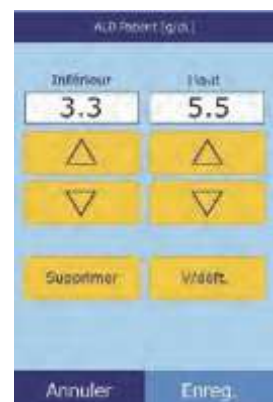 ALB Patient [g/dL]
Inférieur Haut
3.3 5.5
Supprimer V/déft.
Annuler Enreg.